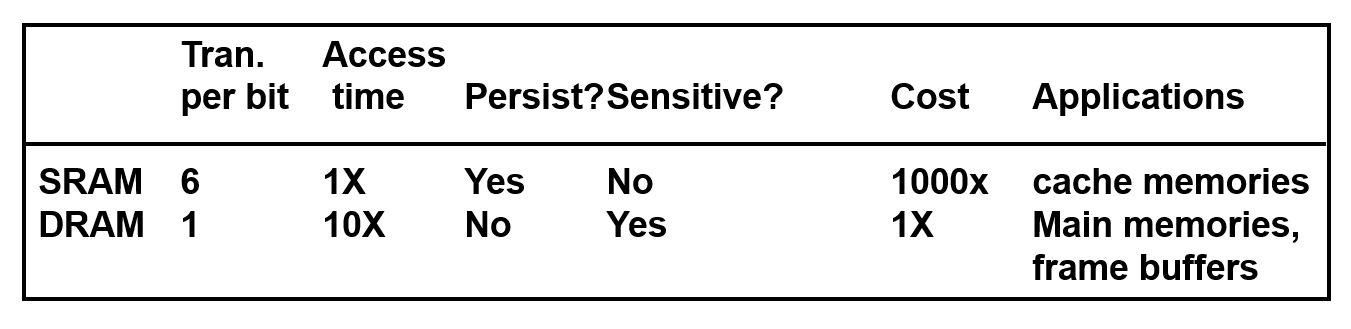 Tran. Access
per bit time Persist? Sensitive? Cost Applications
SRAM 6 1X Yes No 1000x cache memories
DRAM 1 10X No Yes 1X Main memories,
frame buffers